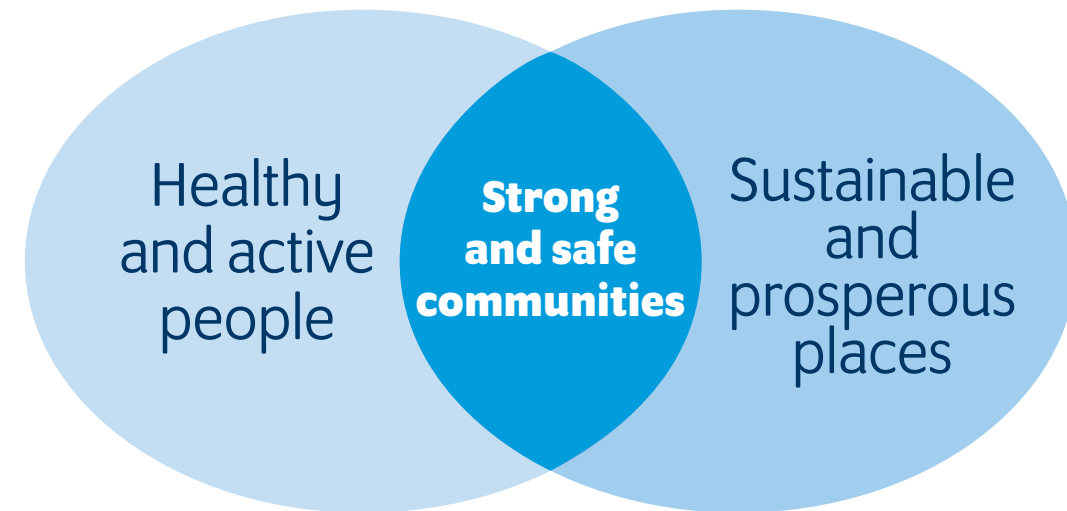 Healthy
and active
people
Strong
and safe
communities
Sustainable
and
prosperous
places